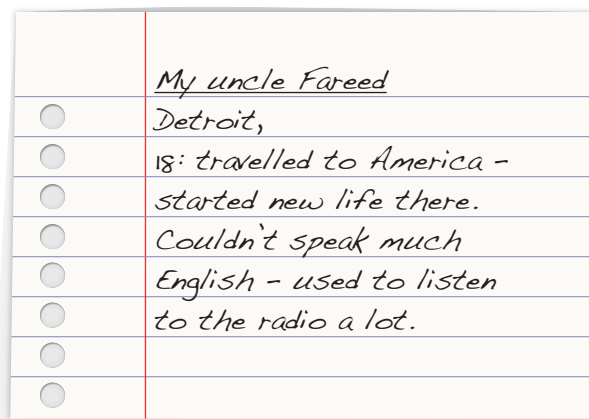 My uncle Fareed
Detroit,
18: travelled to America -
started new life there.
Couldn't speak much
English - used to listen
to the radio a lot.